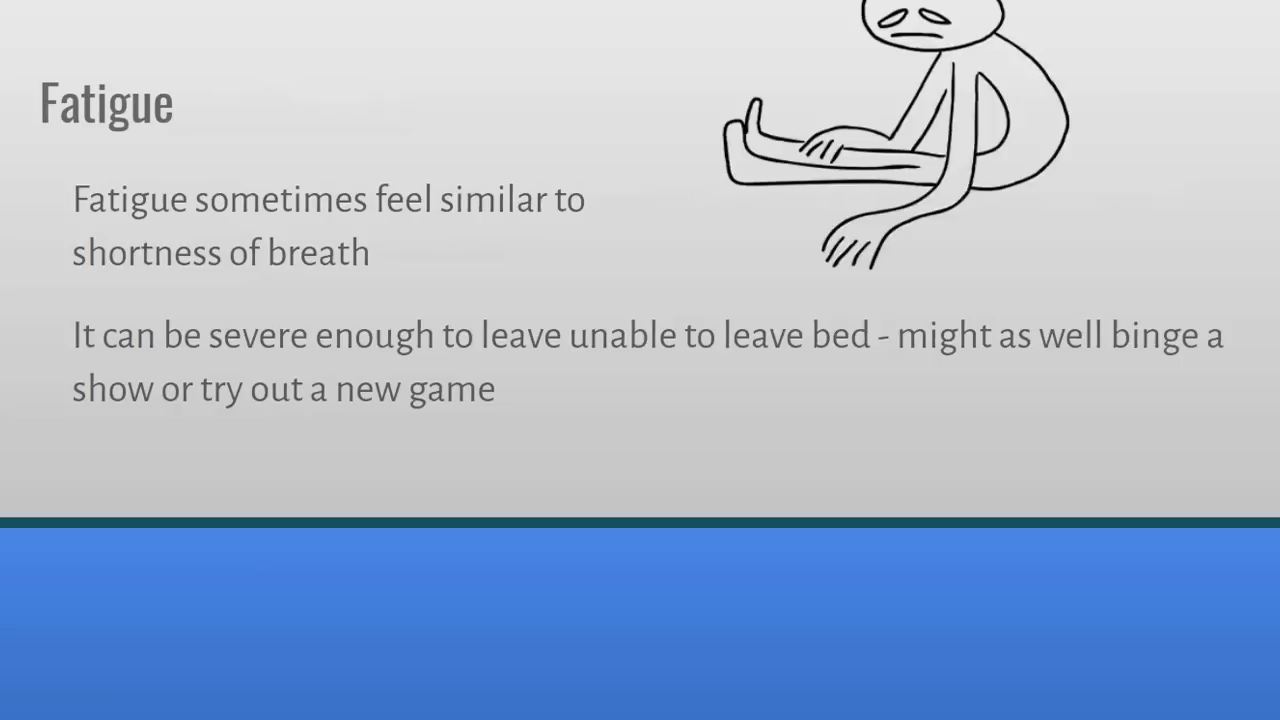 Fatigue
Fatigue sometimes feel similar to
shortness of breath
It can be severe enough to leave unable to leave bed - might as well binge a
show or try out a new game